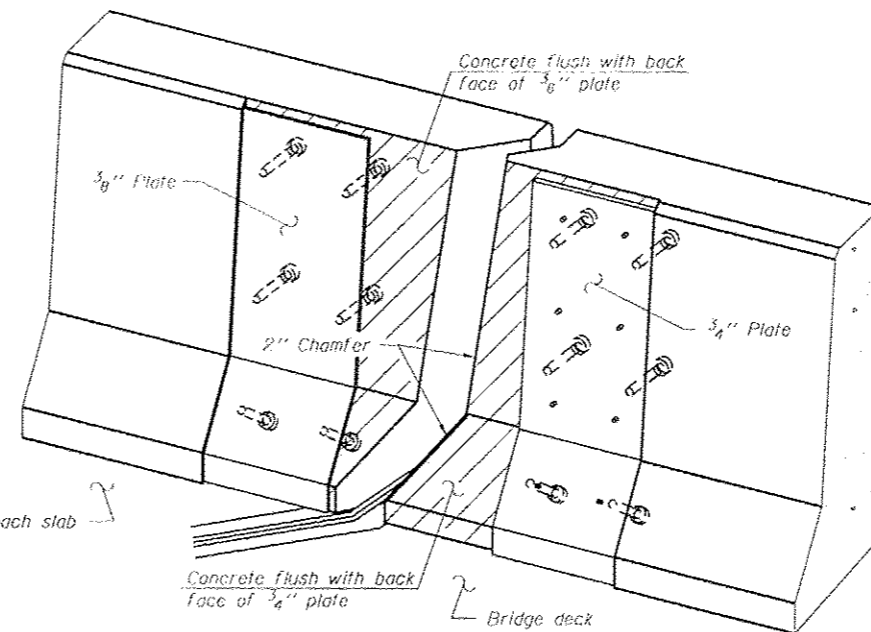 Concrete flush with back
face of 3/8" plate
3/8" Plate
3/4" Plate
2" Chamfer
ach slab
Concrete flush with back
face of 3/4" plate
Bridge deck